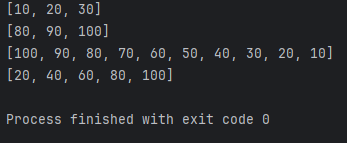 [10, 20, 30]
[80, 90, 100]
[100, 90, 80, 70, 60, 50, 40, 30, 20, 10]
[20, 40, 60, 80, 100]
Process finished with exit code 0